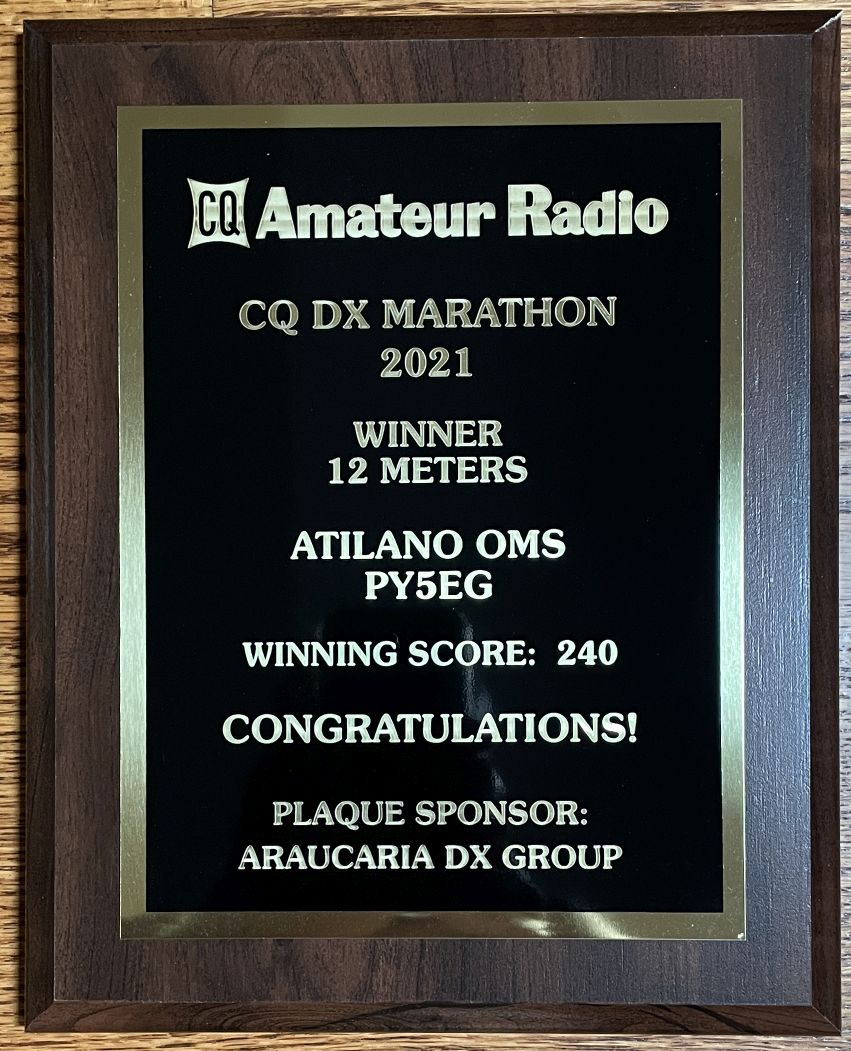 CQ Amateur Radio
CQ DX MARATHON
2021
WINNER
12 METERS
ATILANO OMS
PY5EG
WINNING SCORE: 240
CONGRATULATIONS!
PLAQUE SPONSOR:
ARAUCARIA DX GROUP